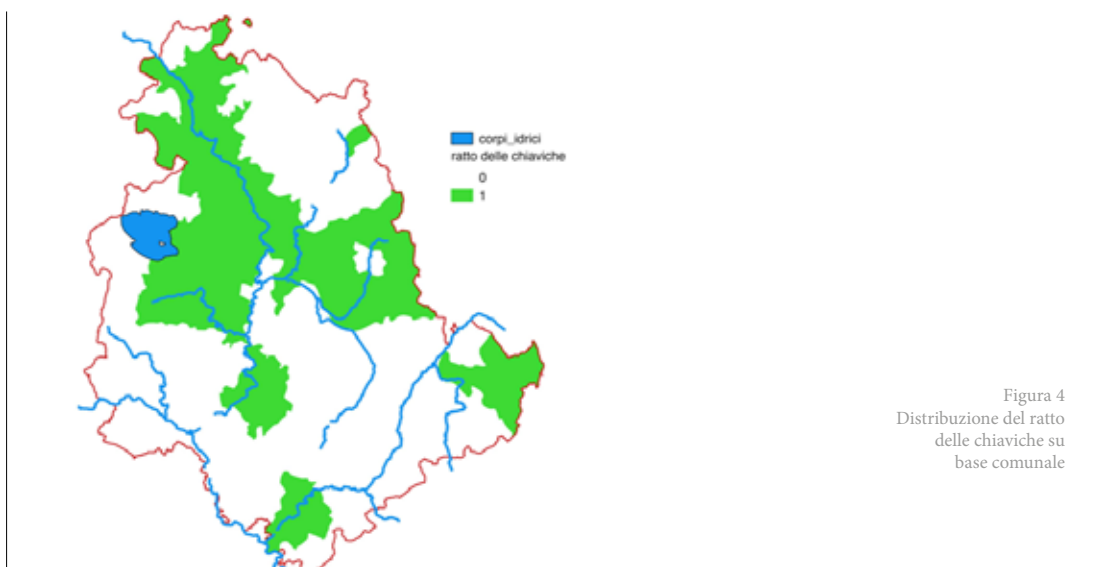 corpi_idrici
ratto delle chiaviche
0
1
Figura 4
Distribuzione del ratto
delle chiaviche su
base comunale